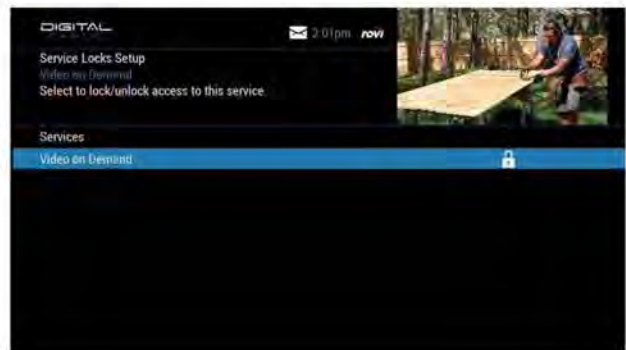 DIGITAL
2:01pm rovi
Service Locks Setup
Video on Demand
Select to lock/unlock access to this service.
Services
Video on Demand